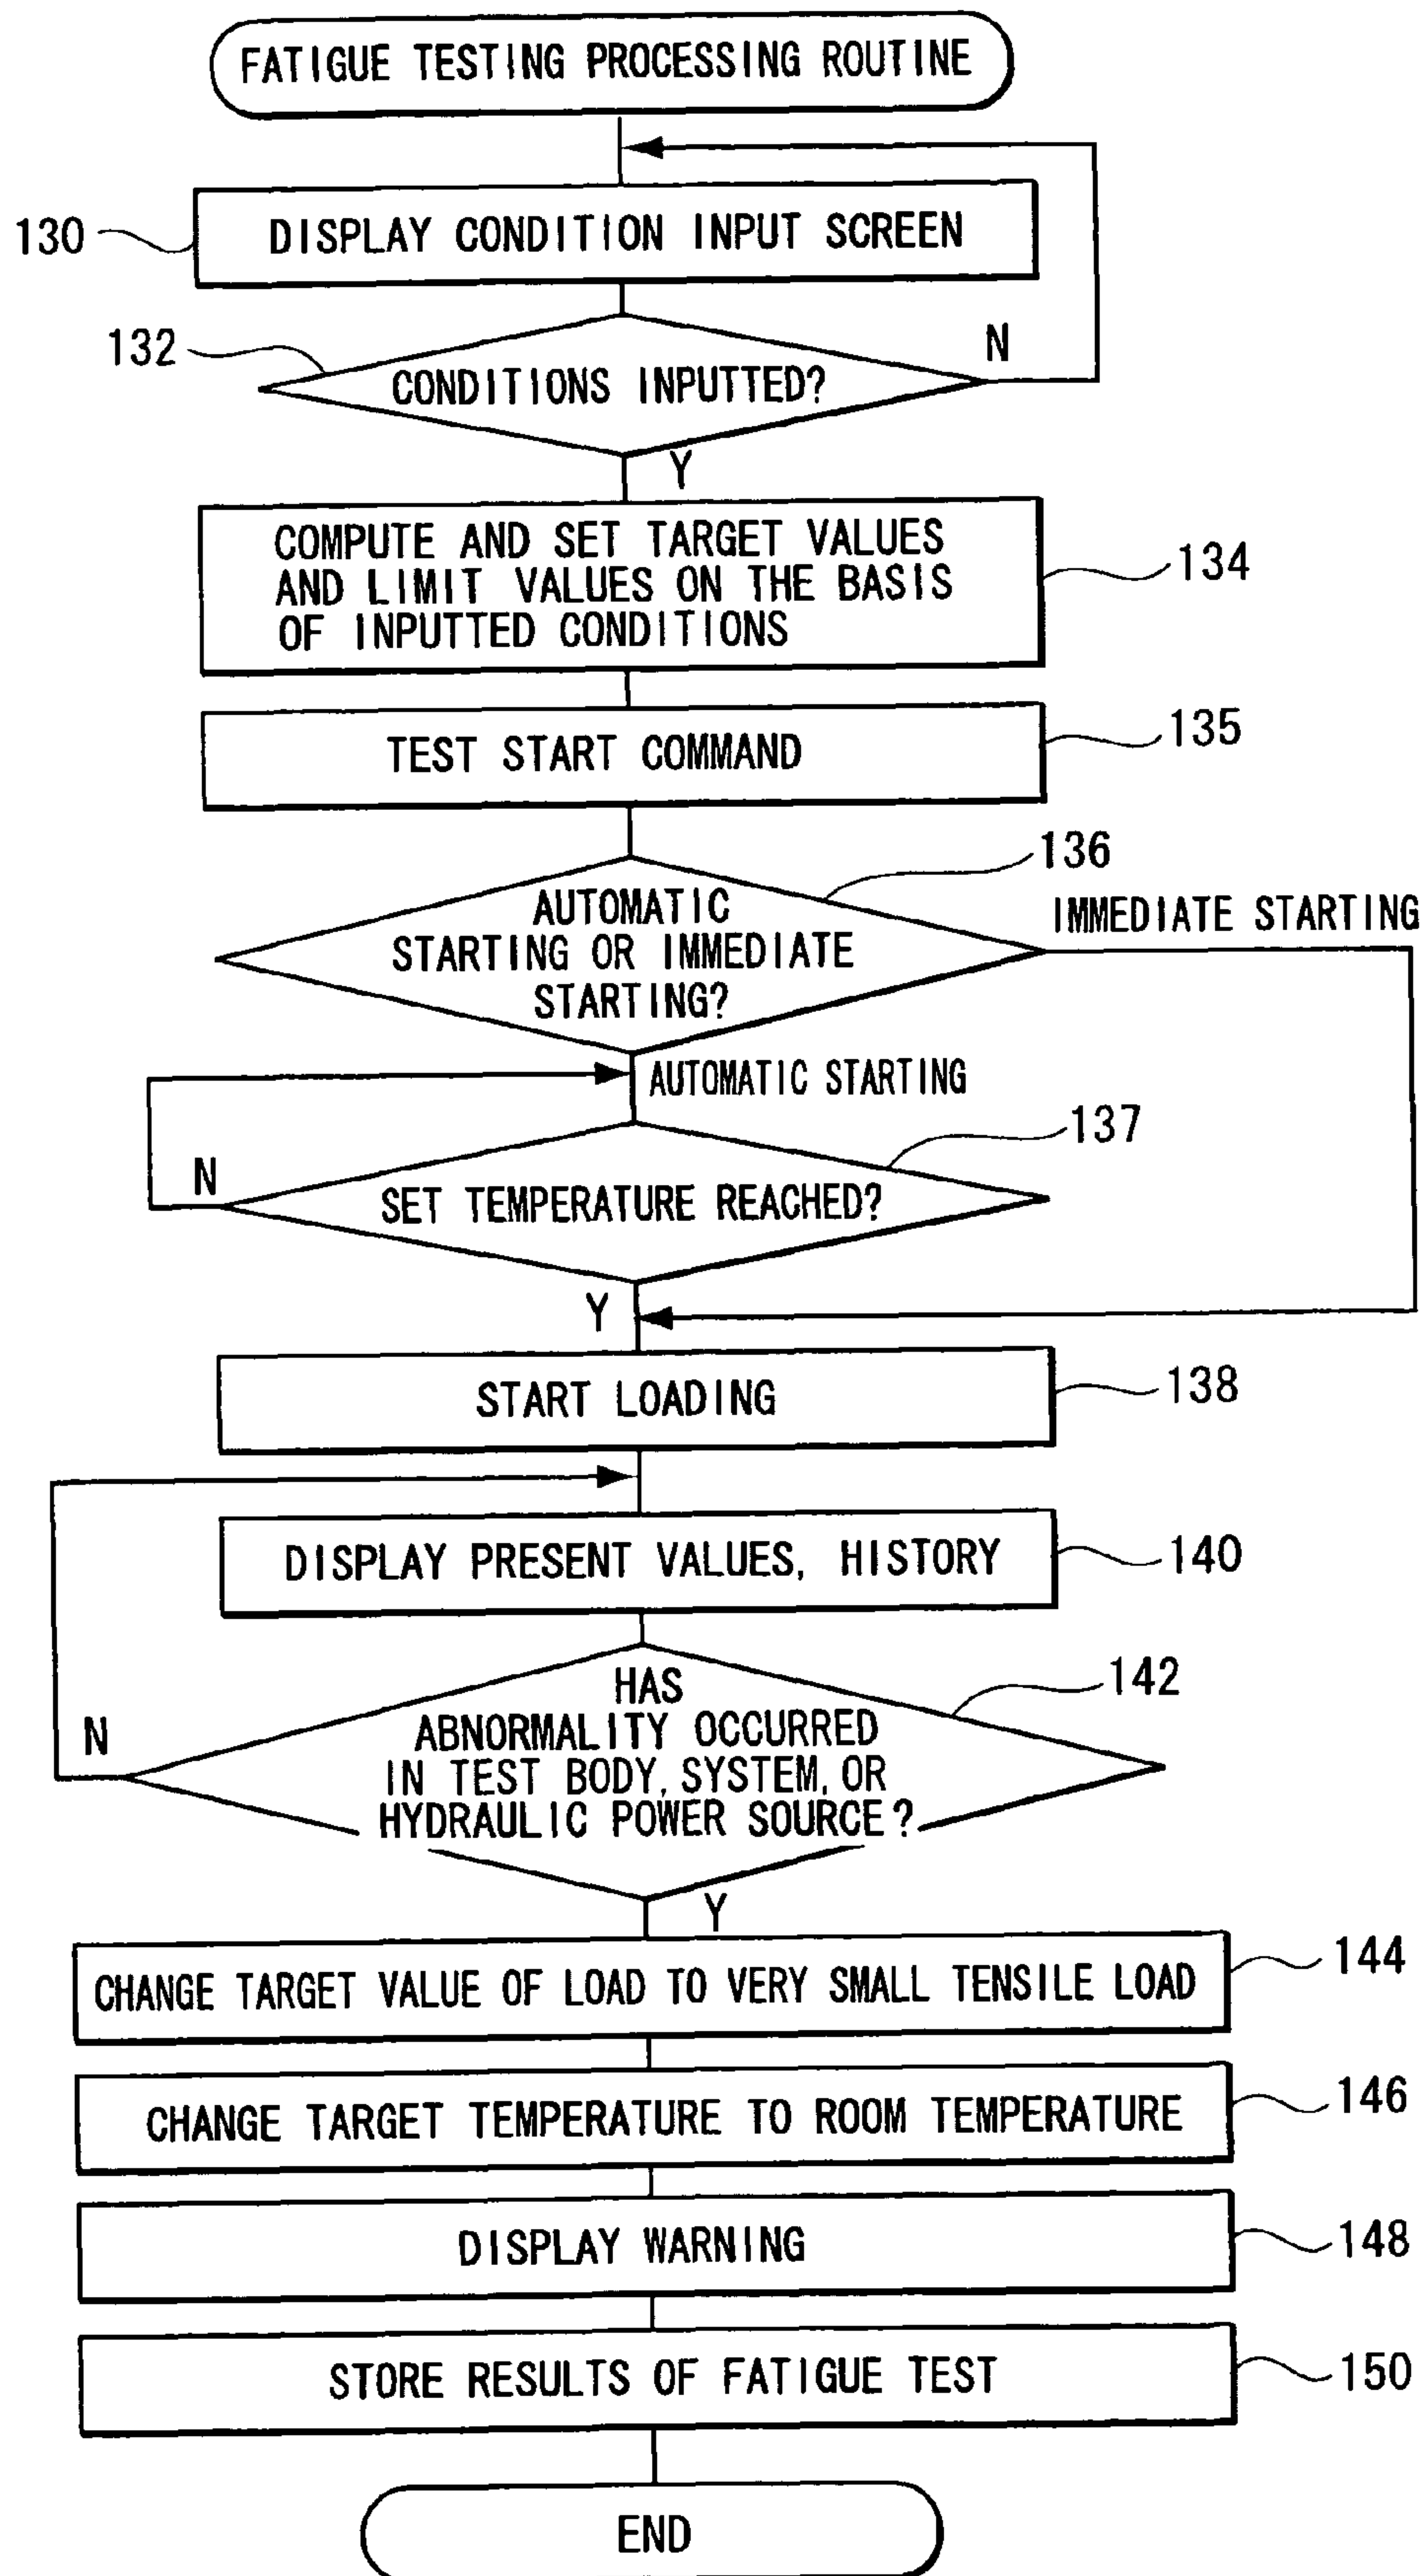 FATIGUE TESTING PROCESSING ROUTINE
130
DISPLAY CONDITION INPUT SCREEN
132
N
CONDITIONS INPUTTED?
Y
COMPUTE AND SET TARGET VALUES
AND LIMIT VALUES ON THE BASIS
OF INPUTTED CONDITIONS
134
TEST START COMMAND
135
136
AUTOMATIC
STARTING OR IMMEDIATE
STARTING?
IMMEDIATE STARTING
AUTOMATIC STARTING
137
N
SET TEMPERATURE REACHED?
Y
START LOADING
138
DISPLAY PRESENT VALUES, HISTORY
140
142
N
HAS
ABNORMALITY OCCURRED
IN TEST BODY, SYSTEM, OR
HYDRAULIC POWER SOURCE?
Y
CHANGE TARGET VALUE OF LOAD TO VERY SMALL TENSILE LOAD
144
CHANGE TARGET TEMPERATURE TO ROOM TEMPERATURE
146
DISPLAY WARNING
148
STORE RESULTS OF FATIGUE TEST
150
END